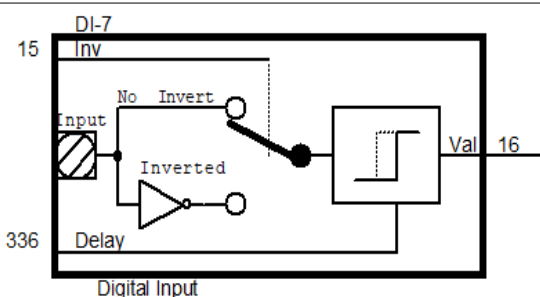 DI-7
15 Inv
No Invert
Input
Val 16
Inverted
336 Delay
Digital Input